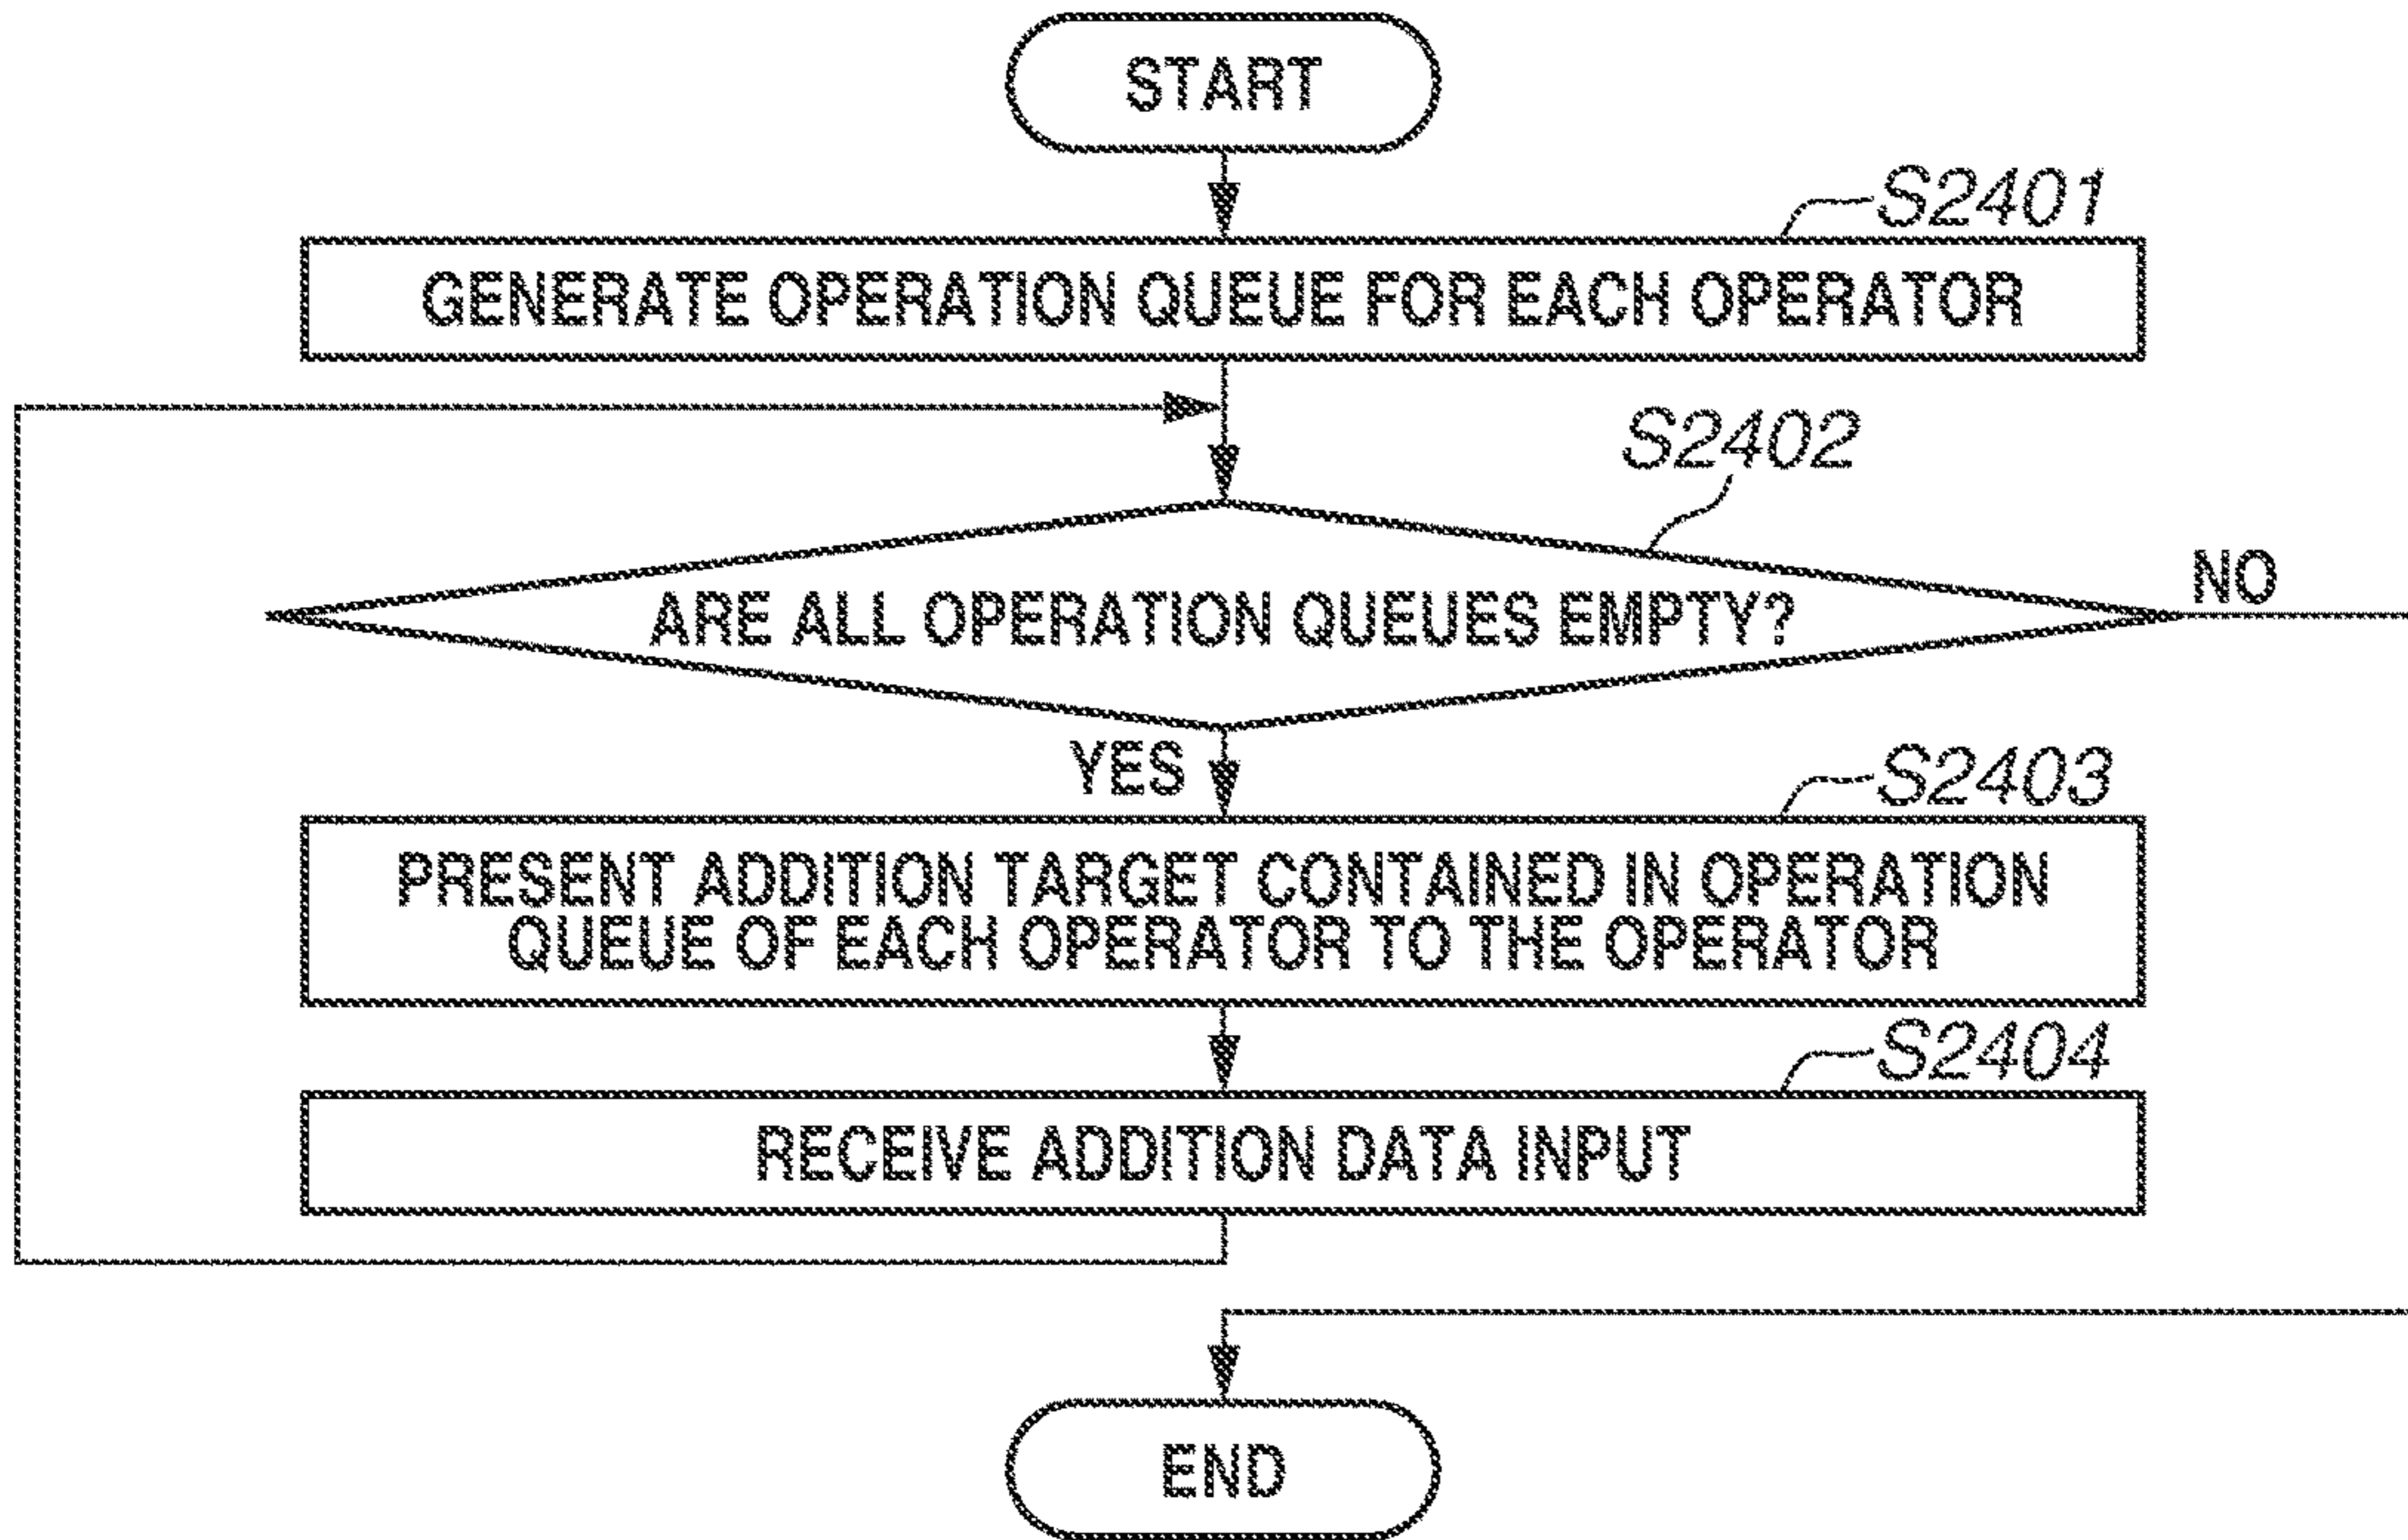 START
S2401
GENERATE OPERATION QUEUE FOR EACH OPERATOR
S2402
ARE ALL OPERATION QUEUES EMPTY?
NO
YES
S2403
PRESENT ADDITION TARGET CONTAINED IN OPERATION
QUEUE OF EACH OPERATOR TO THE OPERATOR
S2404
RECEIVE ADDITION DATA INPUT
END